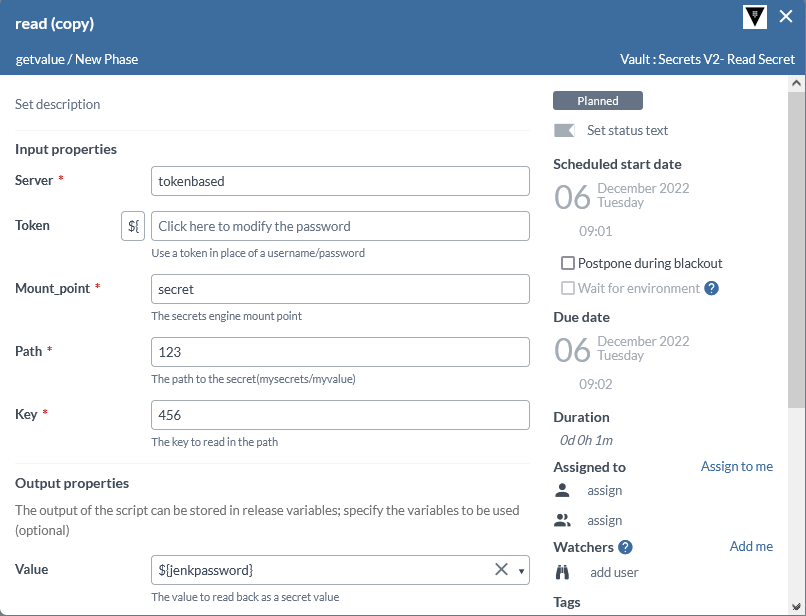 read (copy)
getvalue / New Phase
Vault : Secrets V2- Read Secret
Set description
Input properties
Server *
tokenbased
Token
${
Click here to modify the password
Use a token in place of a username/password
Mount_point *
secret
The secrets engine mount point
Path *
123
The path to the secret(mysecrets/myvalue)
Key *
456
The key to read in the path
Output properties
The output of the script can be stored in release variables; specify the variables to be used
(optional)
Value
${jenkpassword}
The value to read back as a secret value
Planned
Set status text
Scheduled start date
06 December 2022
Tuesday
09:01
Postpone during blackout
Wait for environment ?
Due date
06 December 2022
Tuesday
09:02
Duration
0d 0h 1m
Assigned to
Assign to me
assign
assign
Watchers ?
Add me
add user
Tags